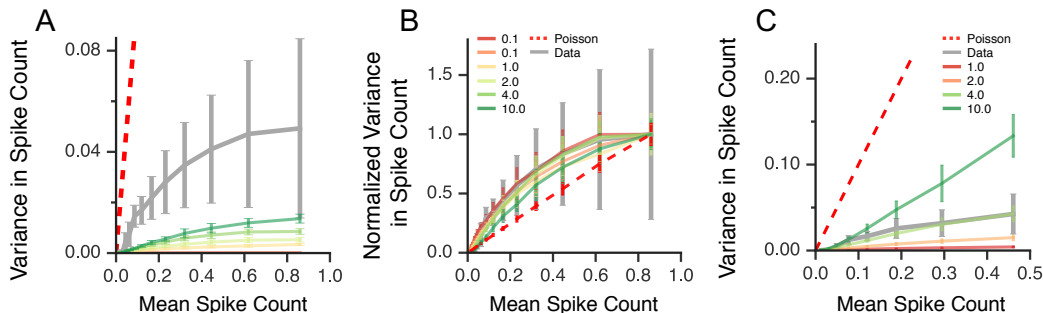 A
Variance in Spike Count
0.08
0.04
0.00
0.0 0.2 0.4 0.6 0.8 1.0
Mean Spike Count
B
Normalized Variance
in Spike Count
0.1
0.1
1.0
2.0
4.0
10.0
Poisson
Data
1.5
1.0
0.5
0.0
0.0 0.2 0.4 0.6 0.8 1.0
Mean Spike Count
C
Variance in Spike Count
Poisson
Data
1.0
2.0
4.0
10.0
0.20
0.10
0.00
0.0 0.1 0.2 0.3 0.4 0.5
Mean Spike Count